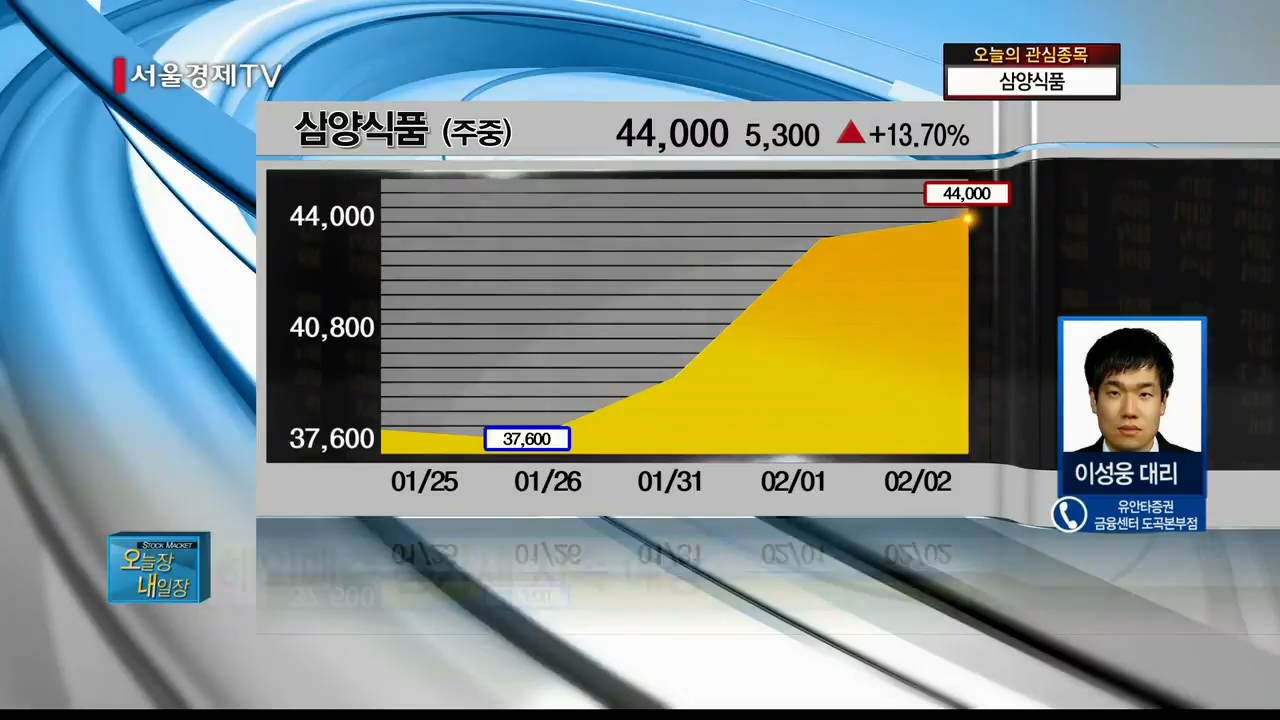 서울경제TV
오늘의 관심종목
삼양식품
삼양식품 (주중) 44,000 5,300 ▲+13.70%
44,000
44,000
40,800
37,600
37,600
01/25 01/26 01/31 02/01 02/02
이성웅 대리
유안타증권
금융센터 도곡본부점
STOCK MACKET
오늘장
내일장